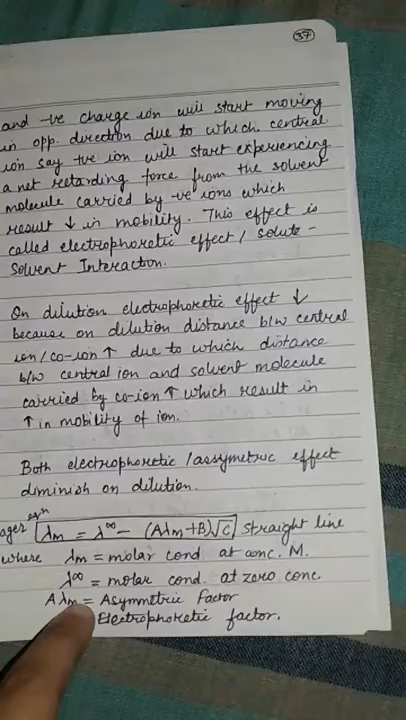 37
and -ve charge ion will start moving
in opp. direction due to which central
ion say +ve ion will start experiencing
a net retarding force from the solvent
molecule carried by -ve ions which
result ↓ in mobility. This effect is
called electrophoretic effect / solute -
Solvent Interaction.
On dilution electrophoretic effect ↓
because on dilution distance b/w central
ion / co-ion ↑ due to which distance
b/w central ion and solvent molecule
carried by co-ion ↑ which result in
↑ in mobility of ion.
Both electrophoretic / assymetric effect
diminish on dilution.
ager eqⁿ λm = λ∞ - (Aλm+B)√c straight line
where λm = molar cond at conc. M.
λ∞ = molar cond. at zero conc.
Aλm = Asymmetric Factor
Electrophoretic factor.